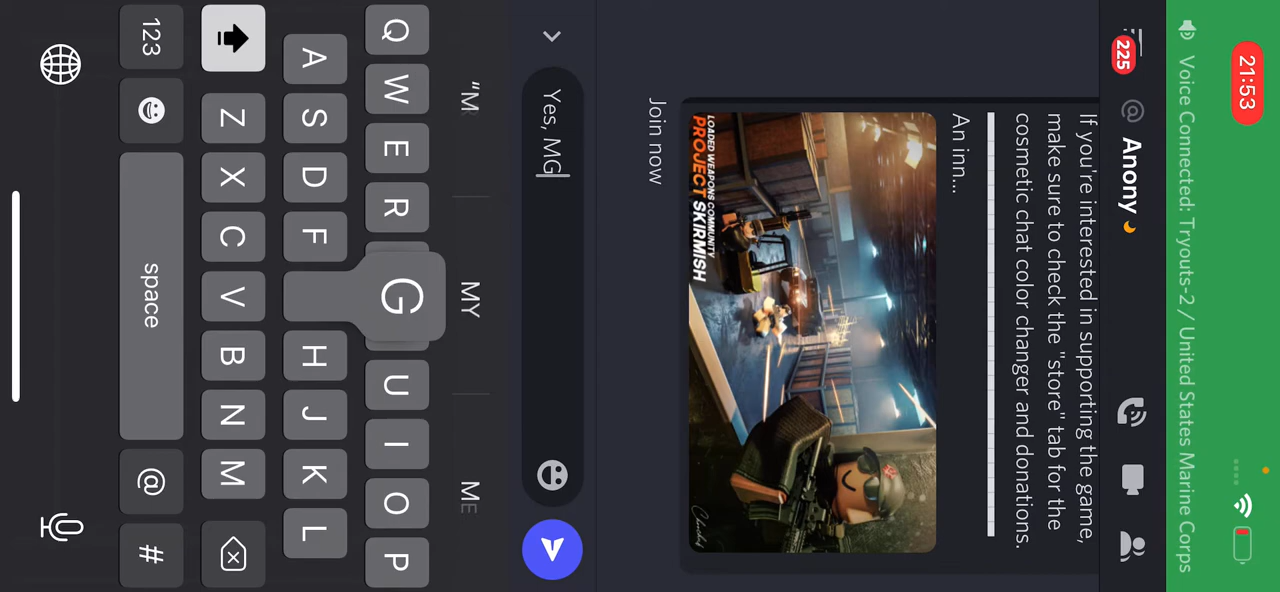 21:53
Voice Connected: Tryouts-2 / United States Marine Corps
225
@ Anony
If you're interested in supporting the game,
make sure to check the "store" tab for the
cosmetic chat color changer and donations.
An inn...
LOADED WEAPONS COMMUNITY
PROJECT SKIRMISH
Join now
Yes, MG
"M MY ME
Q W E R U I O P
A S D F G H J K L
Z X C V B N M
123 space @ #